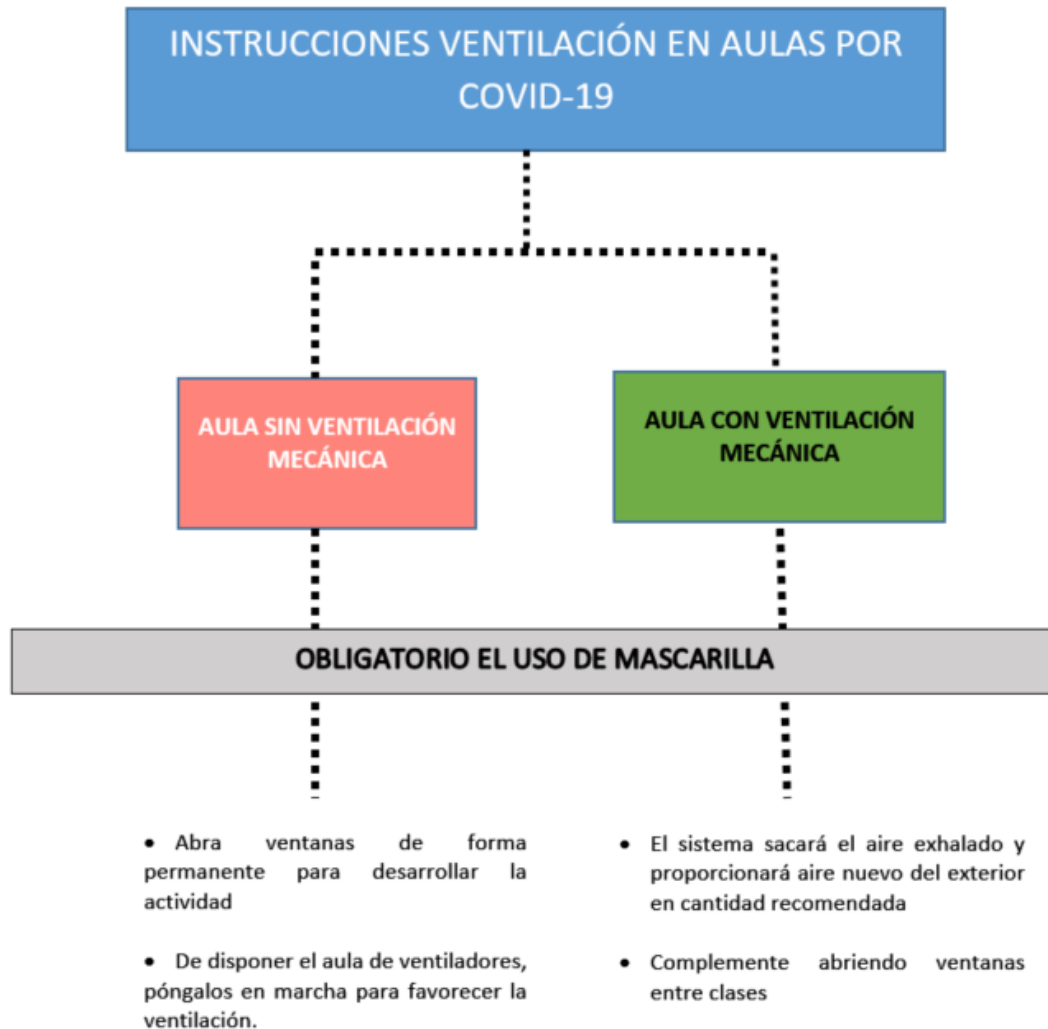 INSTRUCCIONES VENTILACIÓN EN AULAS POR
COVID-19
AULA SIN VENTILACIÓN
MECÁNICA
AULA CON VENTILACIÓN
MECÁNICA
OBLIGATORIO EL USO DE MASCARILLA
• Abra ventanas de forma
permanente para desarrollar la
actividad
• De disponer el aula de ventiladores,
póngalos en marcha para favorecer la
ventilación.
• El sistema sacará el aire exhalado y
proporcionará aire nuevo del exterior
en cantidad recomendada
• Complemente abriendo ventanas
entre clases